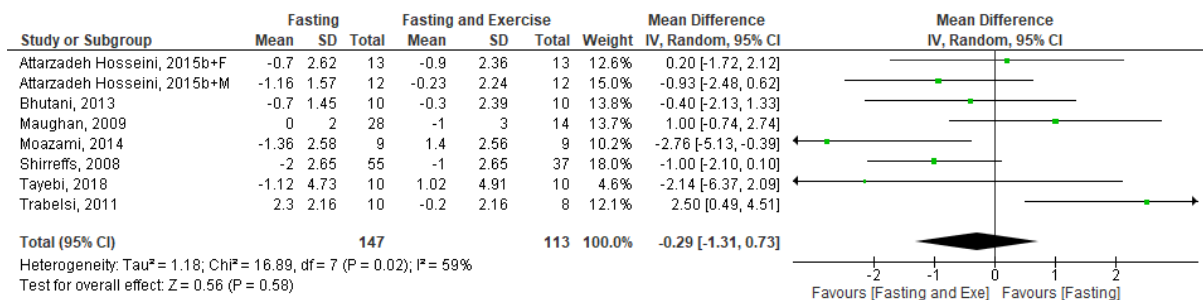 Fasting Fasting and Exercise Mean Difference Mean Difference
Study or Subgroup Mean SD Total Mean SD Total Weight IV, Random, 95% CI IV, Random, 95% CI
Attarzadeh Hosseini, 2015b+F -0.7 2.62 13 -0.9 2.36 13 12.6% 0.20 [-1.72, 2.12]
Attarzadeh Hosseini, 2015b+M -1.16 1.57 12 -0.23 2.24 12 15.0% -0.93 [-2.48, 0.62]
Bhutani, 2013 -0.7 1.45 10 -0.3 2.39 10 13.8% -0.40 [-2.13, 1.33]
Maughan, 2009 0 2 28 -1 3 14 13.7% 1.00 [-0.74, 2.74]
Moazami, 2014 -1.36 2.58 9 1.4 2.56 9 10.2% -2.76 [-5.13, -0.39]
Shirreffs, 2008 -2 2.65 55 -1 2.65 37 18.0% -1.00 [-2.10, 0.10]
Tayebi, 2018 -1.12 4.73 10 1.02 4.91 10 4.6% -2.14 [-6.37, 2.09]
Trabelsi, 2011 2.3 2.16 10 -0.2 2.16 8 12.1% 2.50 [0.49, 4.51]
Total (95% CI) 147 113 100.0% -0.29 [-1.31, 0.73]
Heterogeneity: Tau² = 1.18; Chi² = 16.89, df = 7 (P = 0.02); I² = 59%
Test for overall effect: Z = 0.56 (P = 0.58)
-2 -1 0 1 2
Favours [Fasting and Exe] Favours [Fasting]